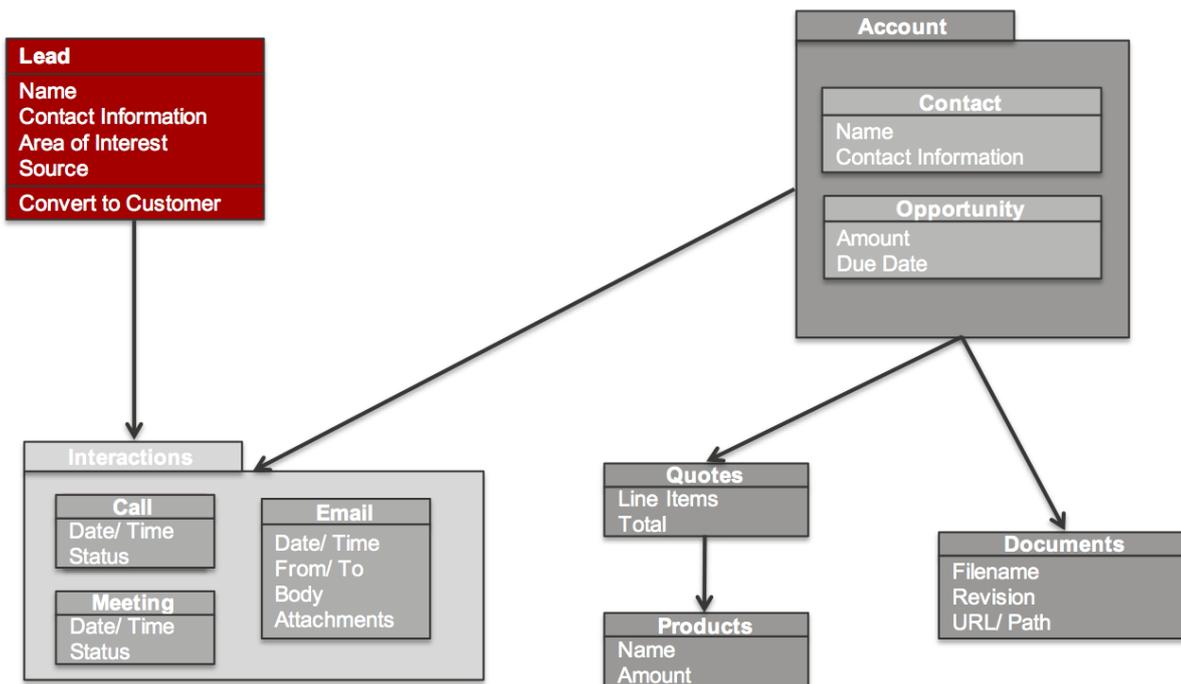 Lead
Name
Contact Information
Area of Interest
Source
Convert to Customer
Account
Contact
Name
Contact Information
Opportunity
Amount
Due Date
Interactions
Call
Date/ Time
Status
Meeting
Date/ Time
Status
Email
Date/ Time
From/ To
Body
Attachments
Quotes
Line Items
Total
Products
Name
Amount
Documents
Filename
Revision
URL/ Path